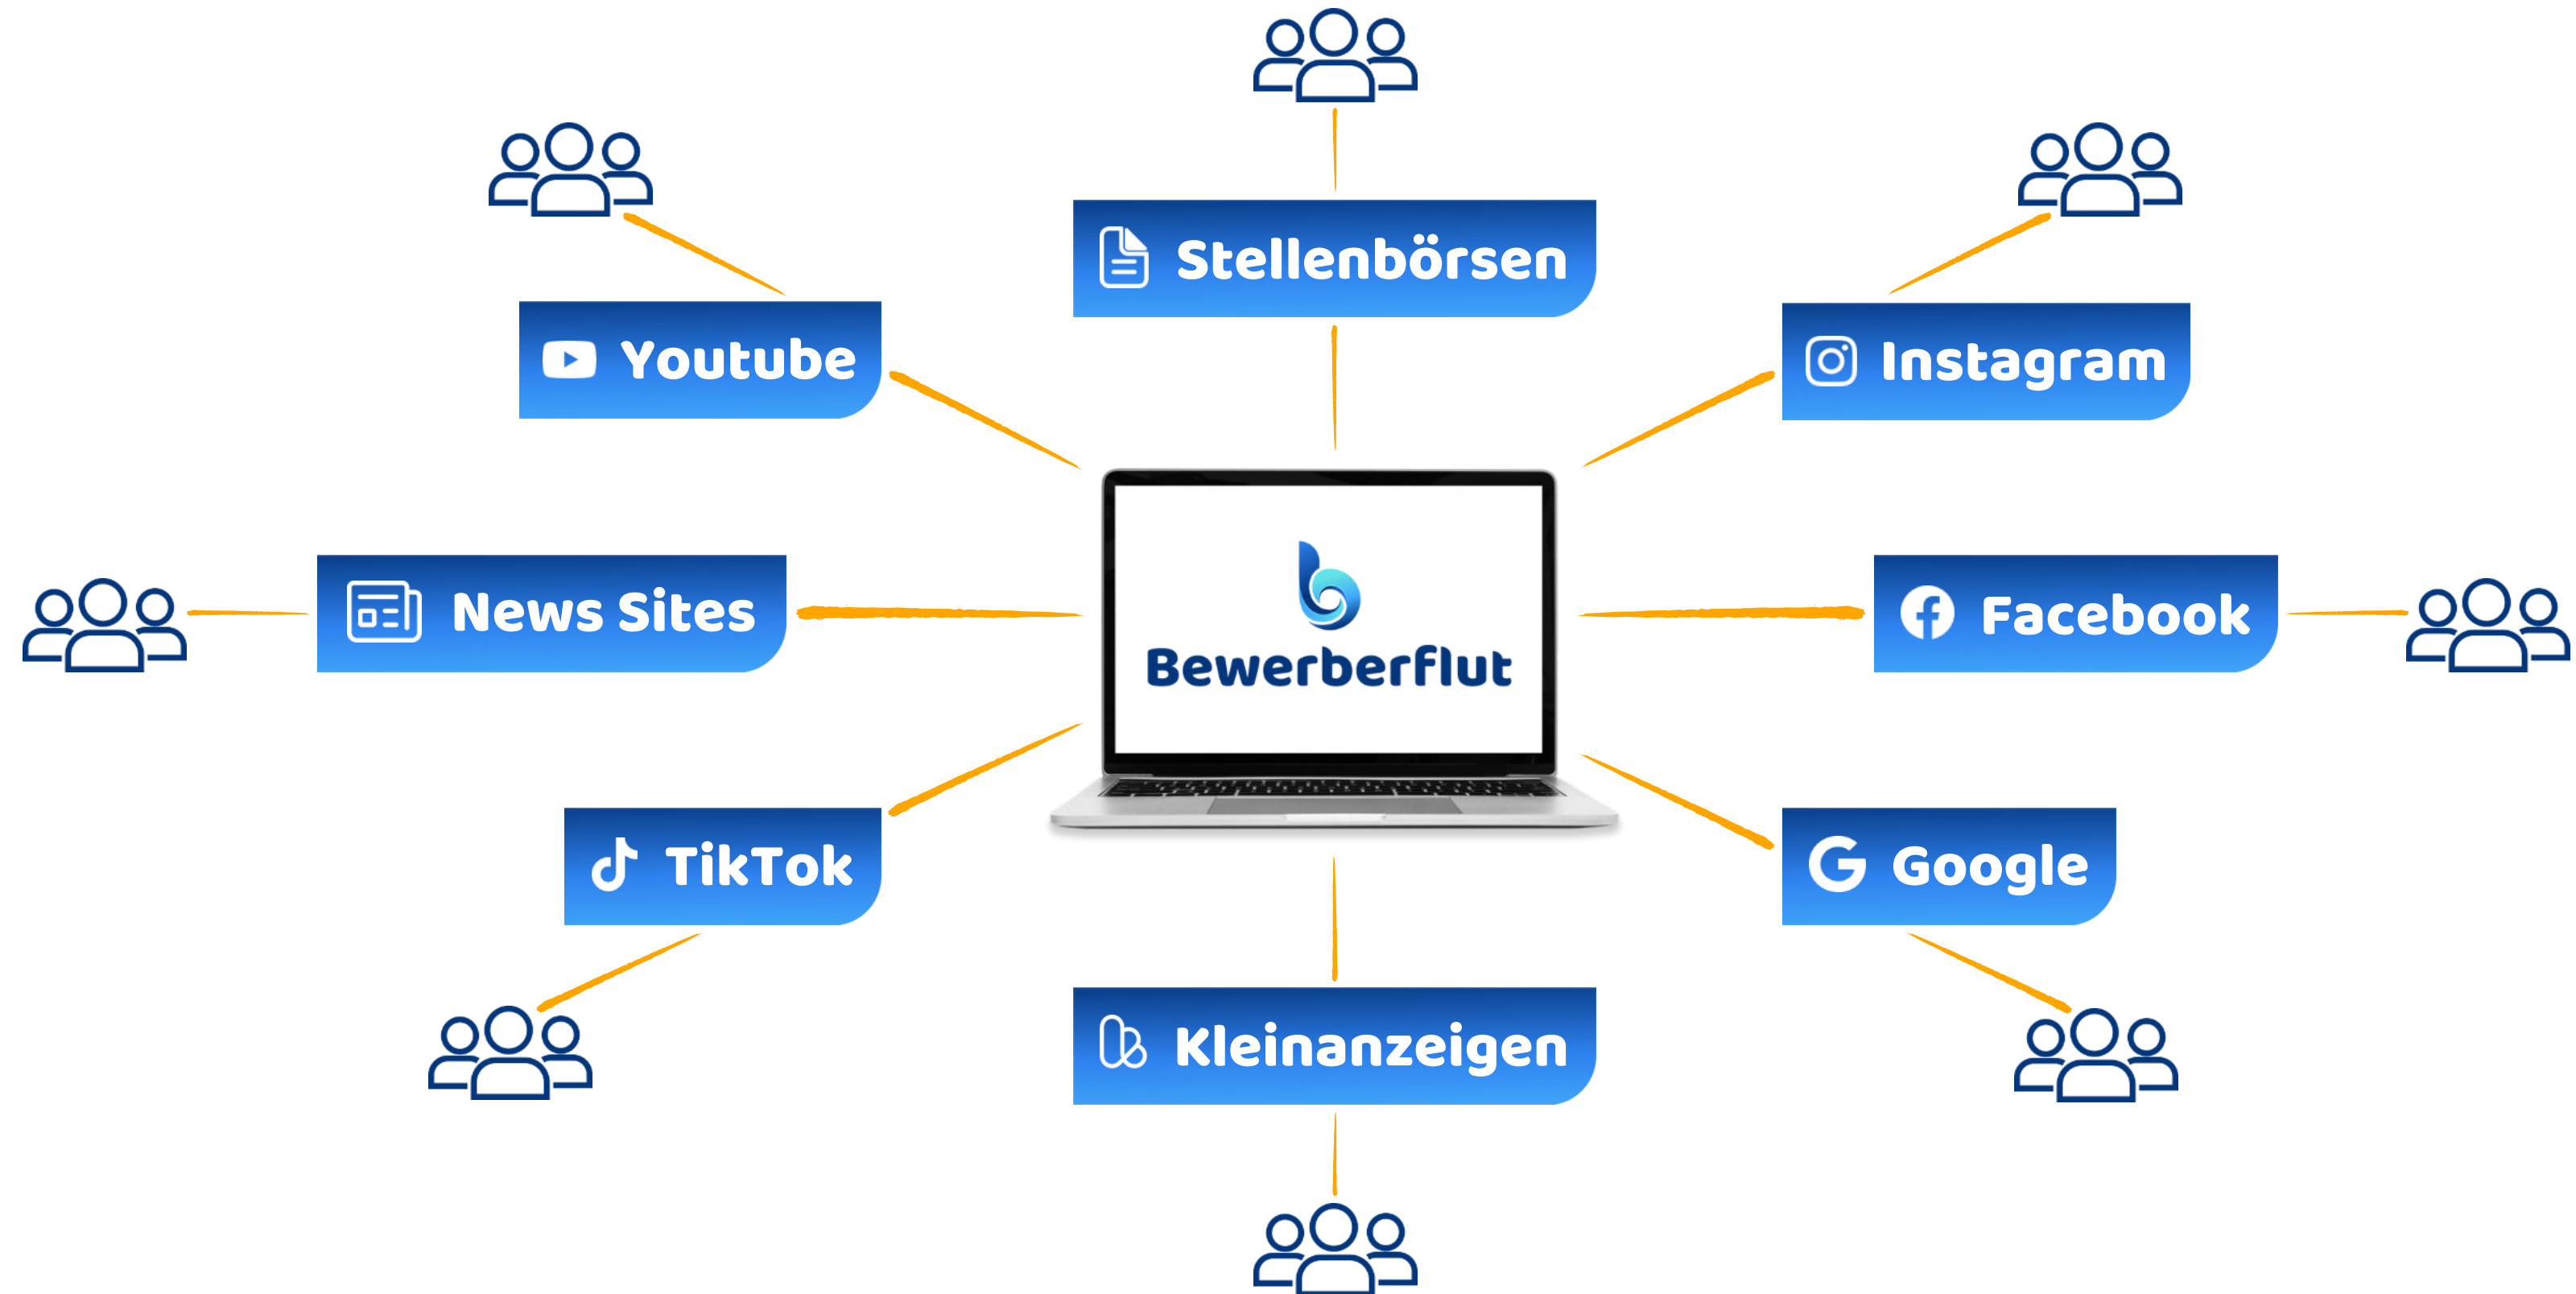 Stellenbörsen
Youtube
Instagram
News Sites
Bewerberflut
Facebook
TikTok
Google
Kleinanzeigen